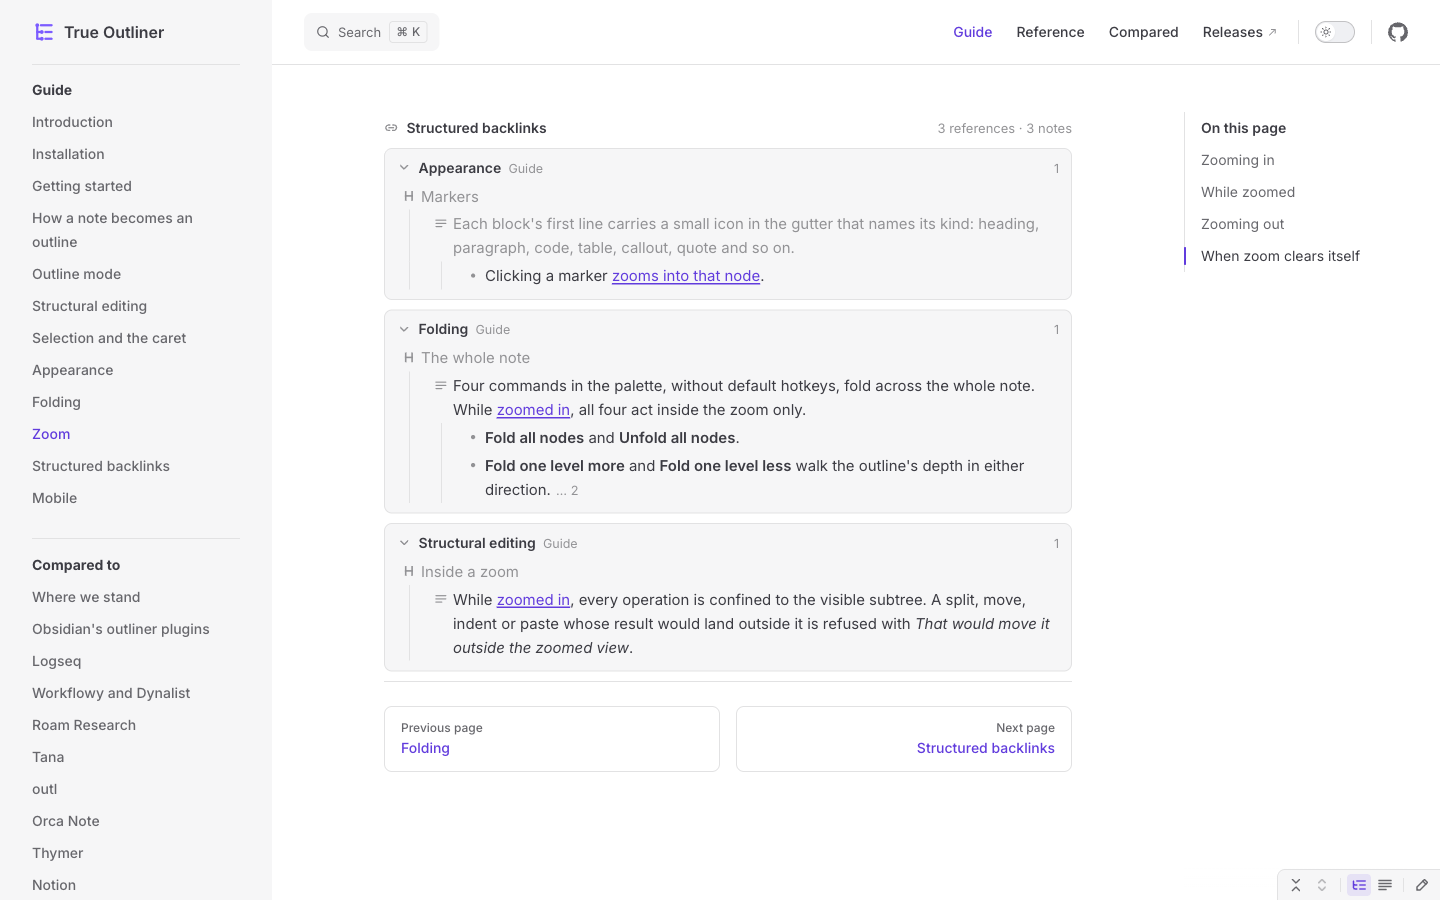 True Outliner
Search ⌘ K
Guide
Reference
Compared
Releases ↗
Guide
Introduction
Installation
Getting started
How a note becomes an
outline
Outline mode
Structural editing
Selection and the caret
Appearance
Folding
Zoom
Structured backlinks
Mobile
Compared to
Where we stand
Obsidian's outliner plugins
Logseq
Workflowy and Dynalist
Roam Research
Tana
outl
Orca Note
Thymer
Notion
Structured backlinks
3 references · 3 notes
Appearance Guide 1
H Markers
Each block's first line carries a small icon in the gutter that names its kind: heading,
paragraph, code, table, callout, quote and so on.
• Clicking a marker zooms into that node.
Folding Guide 1
H The whole note
Four commands in the palette, without default hotkeys, fold across the whole note.
While zoomed in, all four act inside the zoom only.
• Fold all nodes and Unfold all nodes.
• Fold one level more and Fold one level less walk the outline's depth in either
direction. ... 2
Structural editing Guide 1
H Inside a zoom
While zoomed in, every operation is confined to the visible subtree. A split, move,
indent or paste whose result would land outside it is refused with That would move it
outside the zoomed view.
Previous page
Folding
Next page
Structured backlinks
On this page
Zooming in
While zoomed
Zooming out
When zoom clears itself